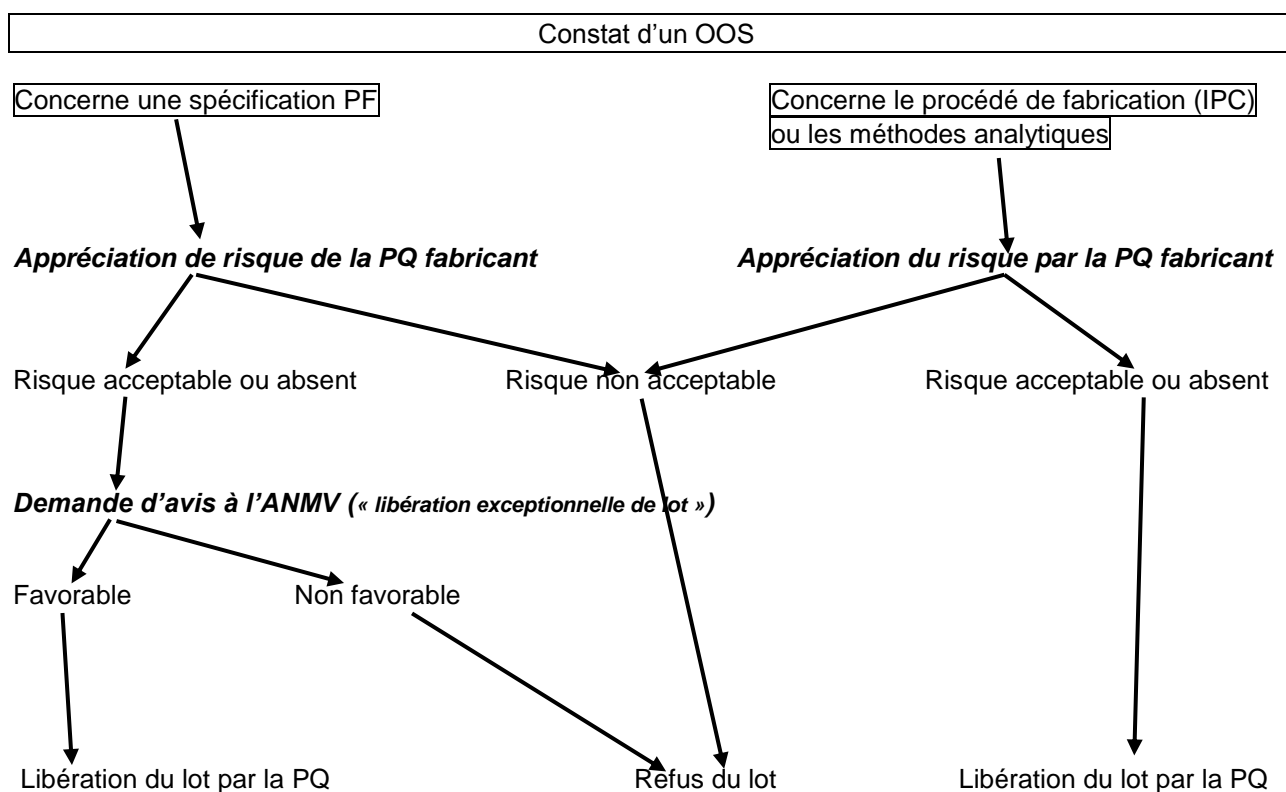 Constat d’un OOS
Concerne une spécification PF
Concerne le procédé de fabrication (IPC)
ou les méthodes analytiques
Appréciation de risque de la PQ fabricant
Appréciation du risque par la PQ fabricant
Risque acceptable ou absent
Risque non acceptable
Risque acceptable ou absent
Demande d’avis à l’ANMV (« libération exceptionnelle de lot »)
Favorable
Non favorable
Libération du lot par la PQ
Refus du lot
Libération du lot par la PQ